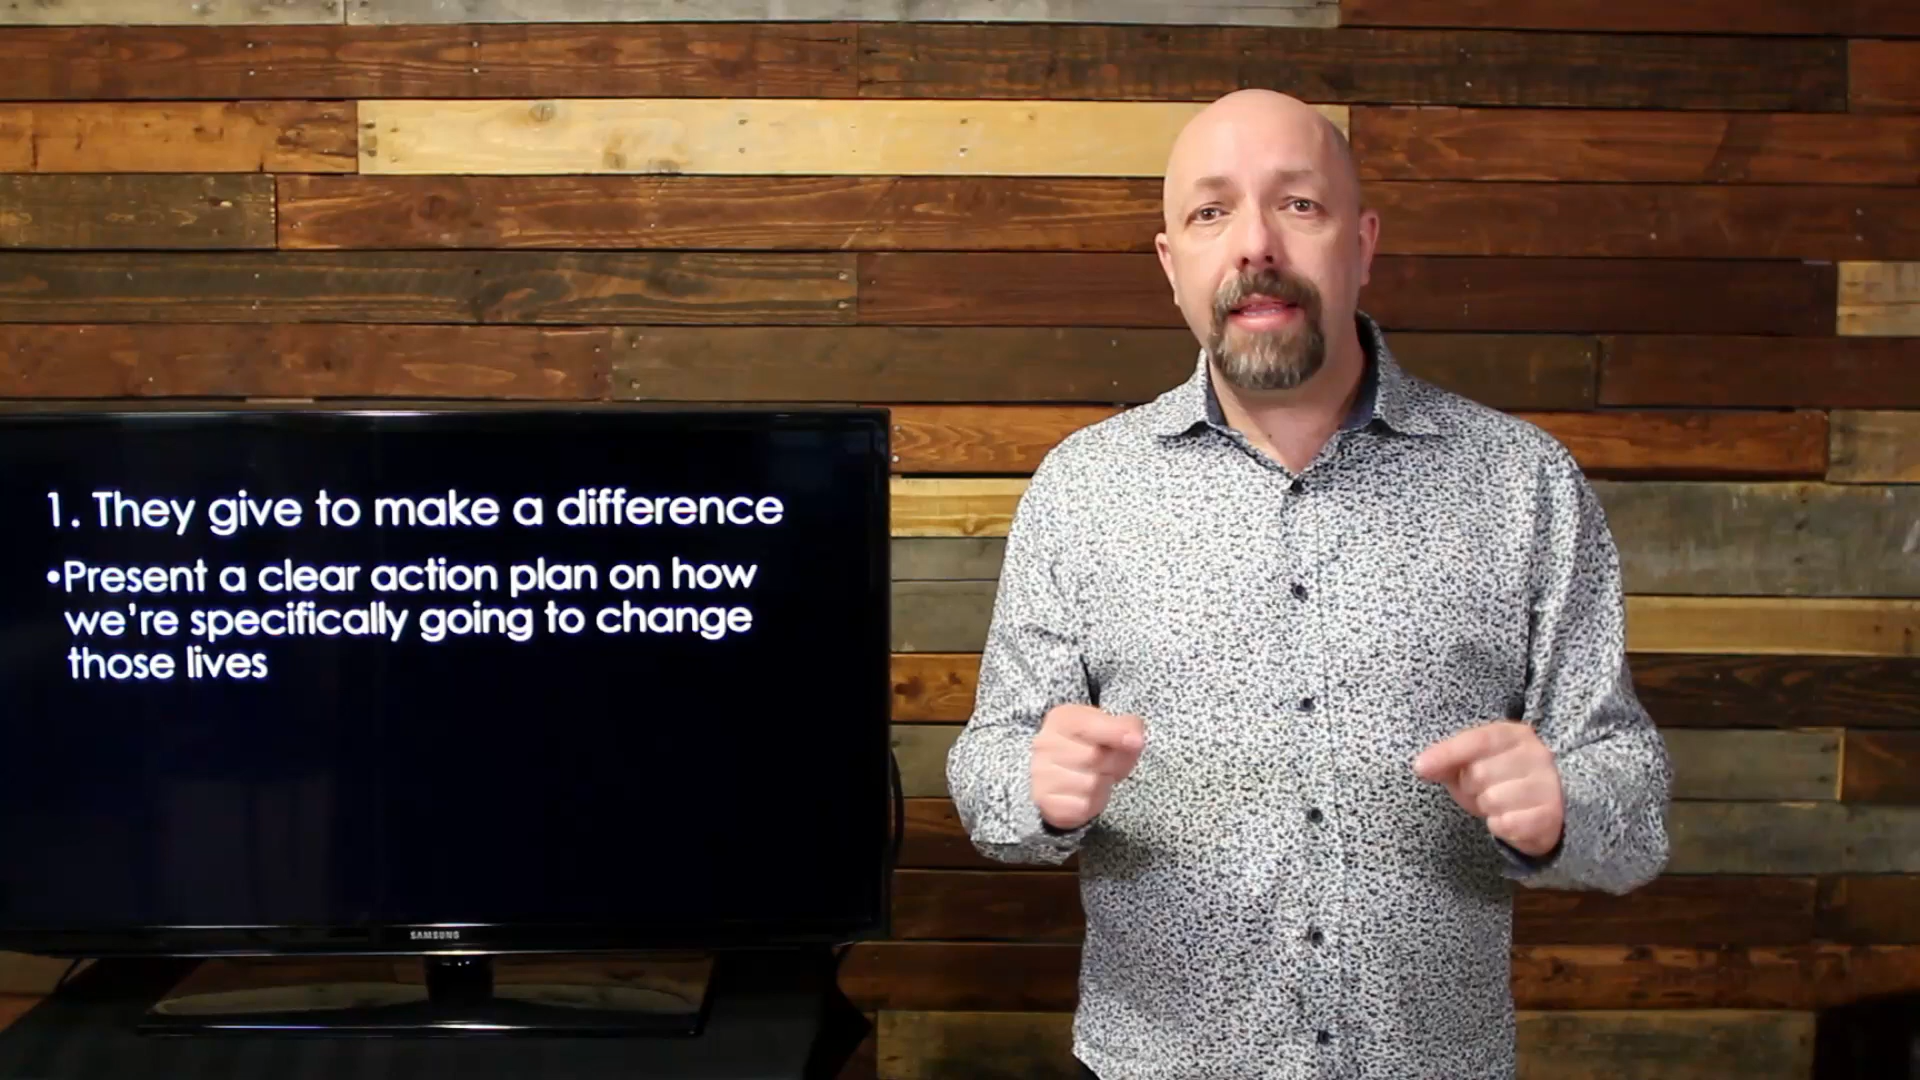 1. They give to make a difference
•Present a clear action plan on how
we're specifically going to change
those lives
SAMSUNG